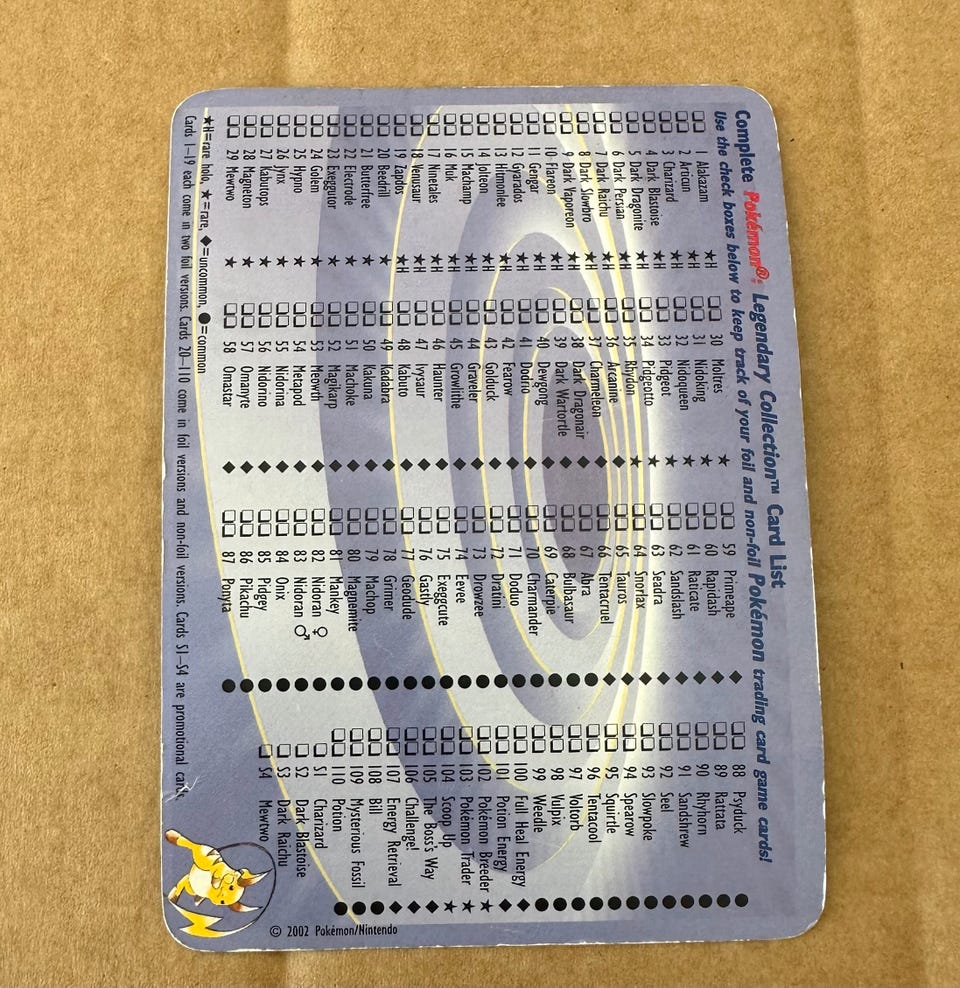 Complete Pokémon®: Legendary Collection™ Card List
Use the check boxes below to keep track of your foil and non-foil Pokémon trading card game cards!
1 Alakazam ★H
2 Articun ★H
3 Charizard ★H
4 Dark Blastoise ★H
5 Dark Dragonite ★H
6 Dark Persian ★H
7 Dark Raichu ★H
8 Dark Slowbro ★H
9 Dark Vaporeon ★H
10 Flareon ★H
11 Gengar ★H
12 Gyarados ★H
13 Hitmonlee ★H
14 Jolteon ★H
15 Machamp ★H
16 Muk ★H
17 Ninetales ★H
18 Venusaur ★H
19 Zapdos ★H
20 Beedrill ★
21 Butterfree ★
22 Electrode ★
23 Exeggutor ★
24 Golem ★
25 Hypno ★
26 Jynx ★
27 Kabutops ★
28 Magneton ★
29 Mewtwo ★
30 Moltres ★
31 Nidoking ★
32 Nidoqueen ★
33 Pidgeot ★
34 Pidgeotto ★
35 Rhydon ★
36 Arcanine ◆
37 Charmeleon ◆
38 Dark Dragonair ◆
39 Dark Wartortle ◆
40 Dewgong ◆
41 Dodrio ◆
42 Fearow ◆
43 Golduck ◆
44 Graveler ◆
45 Growlithe ◆
46 Haunter ◆
47 Ivysaur ◆
48 Kabuto ◆
49 Kadabra ◆
50 Kakuna ◆
51 Machoke ◆
52 Magikarp ◆
53 Meowth ◆
54 Metapod ◆
55 Nidorina ◆
56 Nidorino ◆
57 Omanyte ◆
58 Omastar ◆
59 Primeape ◆
60 Rapidash ◆
61 Raticate ◆
62 Sandslash ◆
63 Seadra ◆
64 Snorlax ◆
65 Tauros ◆
66 Tentacruel ◆
67 Abra ●
68 Bulbasaur ●
69 Caterpie ●
70 Charmander ●
71 Doduo ●
72 Dratini ●
73 Drowzee ●
74 Eevee ●
75 Exeggcute ●
76 Gastly ●
77 Geodude ●
78 Grimer ●
79 Machop ●
80 Magnemite ●
81 Mankey ●
82 Nidoran ♀ ●
83 Nidoran ♂ ●
84 Onix ●
85 Pidgey ●
86 Pikachu ●
87 Ponyta ●
88 Psyduck ●
89 Rattata ●
90 Rhyhorn ●
91 Sandshrew ●
92 Seel ●
93 Slowpoke ●
94 Spearow ●
95 Squirtle ●
96 Tentacool ●
97 Voltorb ●
98 Vulpix ●
99 Weedle ●
100 Full Heal Energy ◆
101 Potion Energy ◆
102 Pokémon Breeder ★
103 Pokémon Trader ★
104 Scoop Up ★
105 The Boss's Way ◆
106 Challenge! ◆
107 Energy Retrieval ◆
108 Bill ●
109 Mysterious Fossil ●
110 Potion ●
S1 Charizard
S2 Dark Blastoise
S3 Dark Raichu
S4 Mewtwo
★H=rare holo, ★=rare, ◆=uncommon, ●=common
Cards 1–19 each come in two foil versions. Cards 20–110 come in foil versions and non-foil versions. Cards S1–S4 are promotional cards.
© 2002 Pokémon/Nintendo